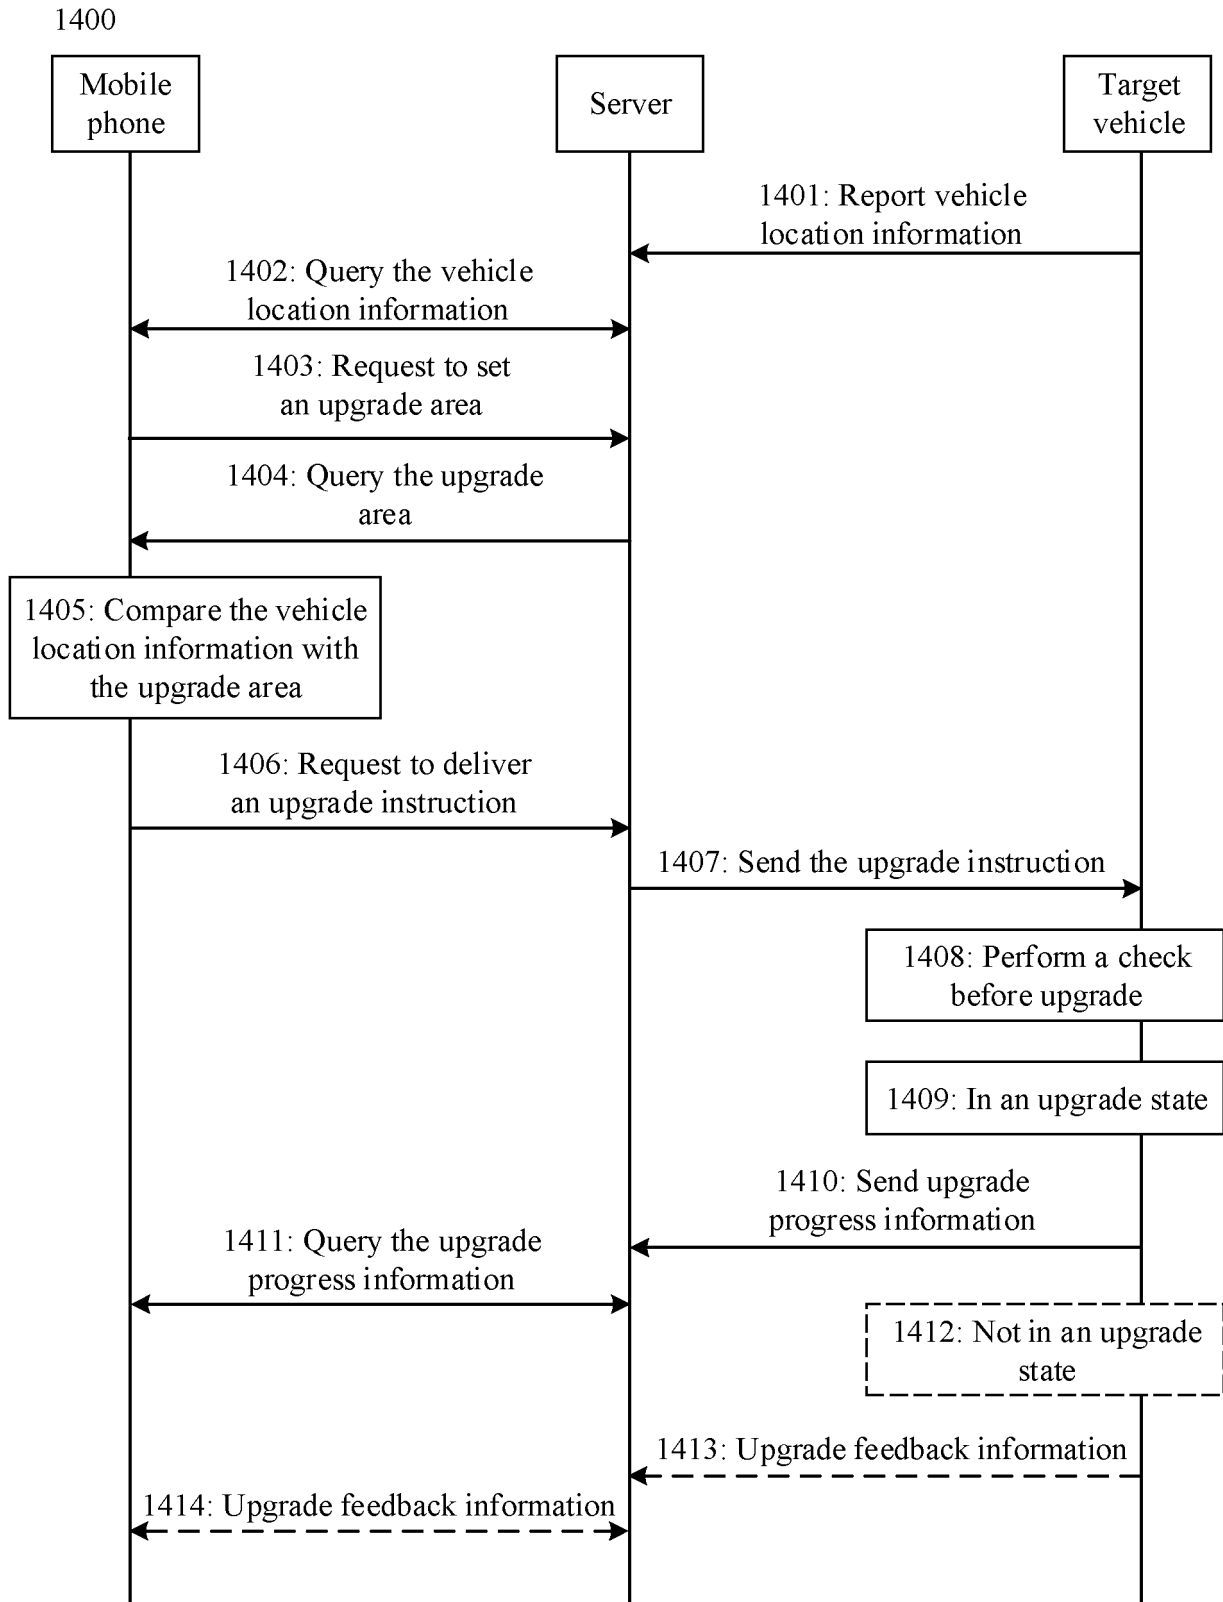 1400
Mobile
phone
Server
Target
vehicle
1401: Report vehicle
location information
1402: Query the vehicle
location information
1403: Request to set
an upgrade area
1404: Query the upgrade
area
1405: Compare the vehicle
location information with
the upgrade area
1406: Request to deliver
an upgrade instruction
1407: Send the upgrade instruction
1408: Perform a check
before upgrade
1409: In an upgrade state
1410: Send upgrade
progress information
1411: Query the upgrade
progress information
1412: Not in an upgrade
state
1413: Upgrade feedback information
1414: Upgrade feedback information